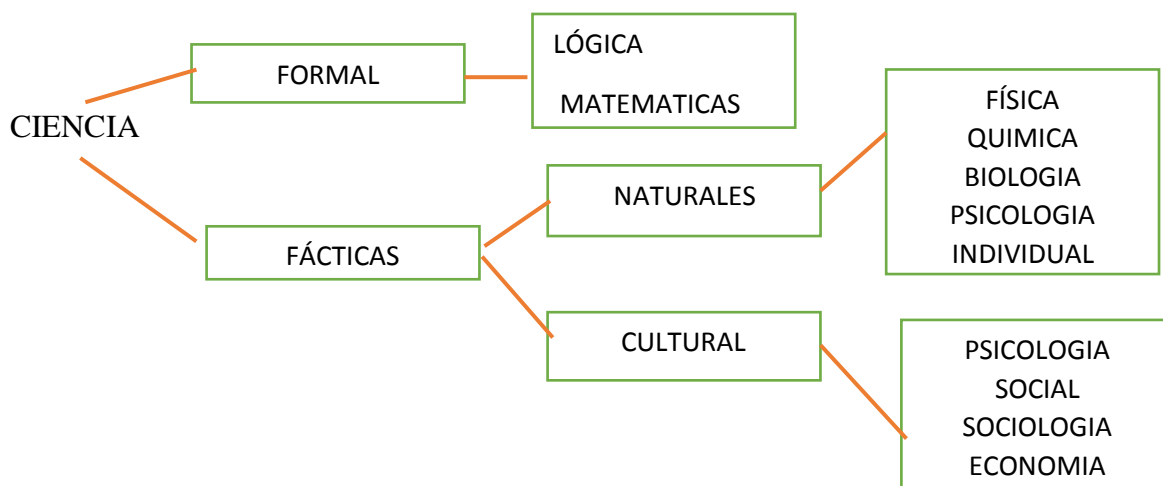 CIENCIA
FORMAL
LÓGICA
MATEMATICAS
FÁCTICAS
NATURALES
FÍSICA
QUIMICA
BIOLOGIA
PSICOLOGIA
INDIVIDUAL
CULTURAL
PSICOLOGIA
SOCIAL
SOCIOLOGIA
ECONOMIA